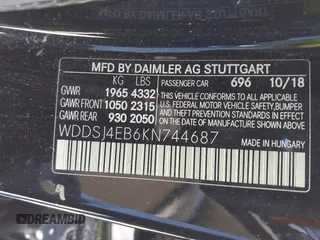 MFD BY DAIMLER AG STUTTGART
KG LBS
PASSENGER CAR 696 10/18
GVWR 1965 4332
GAWR FRONT 1050 2315
GAWR REAR 930 2050
VEHICLE CONFORMS TO ALL APPLICABLE U.S.
FEDERAL MOTOR VEHICLE SAFETY, BUMPER,
AND THEFT PREVENTION STANDARDS IN EFFECT
ON THE DATE OF MANUFACTURE SHOWN ABOVE.
WDDSJ4EB6KN744687
MADE IN HUNGARY
DREAMBID